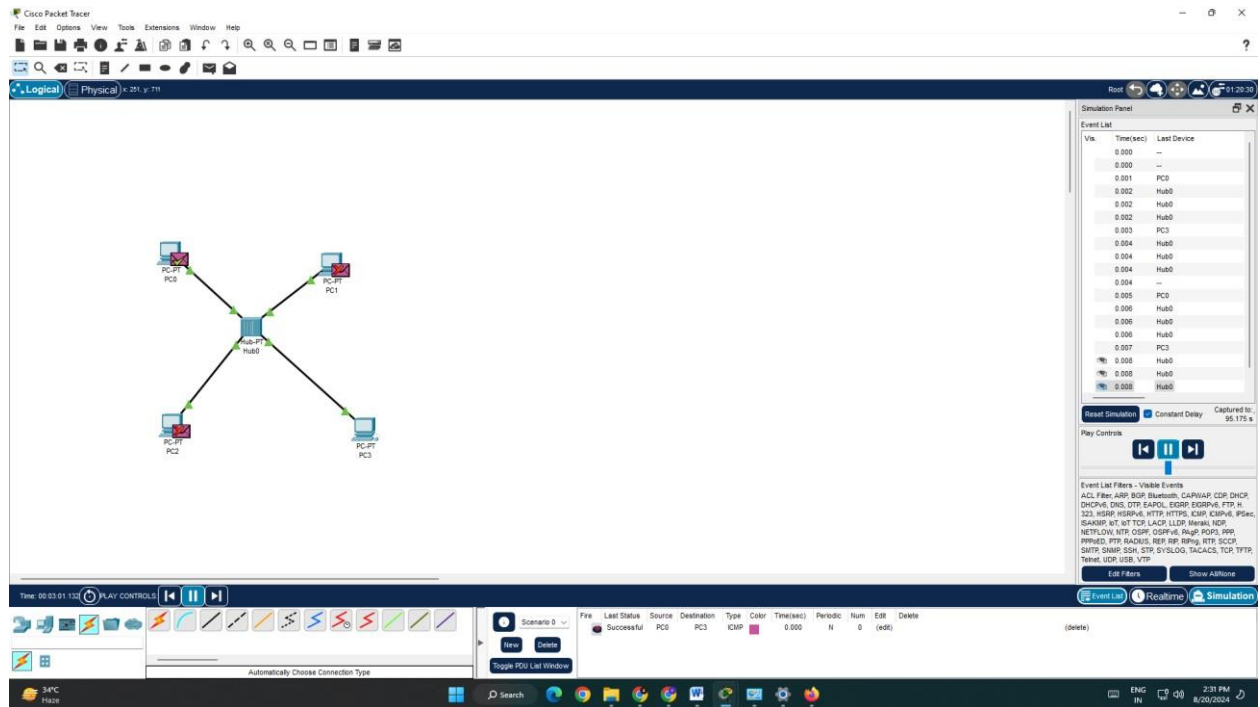 Cisco Packet Tracer
File Edit Options View Tools Extensions Window Help
?
Logical Physical x: 251, y: 711
Root 01:20:30
Simulation Panel
Event List
Vis. Time(sec) Last Device
0.000 --
0.000 --
0.001 PC0
0.002 Hub0
0.002 Hub0
0.002 Hub0
0.003 PC3
0.004 Hub0
0.004 Hub0
0.004 Hub0
0.004 --
0.005 PC0
0.006 Hub0
0.006 Hub0
0.006 Hub0
0.007 PC3
0.008 Hub0
0.008 Hub0
0.008 Hub0
Reset Simulation Constant Delay Captured to:
95.175 s
Play Controls
Event List Filters - Visible Events
ACL Filter, ARP, BGP, Bluetooth, CAPWAP, CDP, DHCP,
DHCPv6, DNS, DTP, EAPOL, EIGRP, EIGRPv6, FTP, H.
323, HSRP, HSRPv6, HTTP, HTTPS, ICMP, ICMPv6, IPSec,
ISAKMP, IoT, IoT TCP, LACP, LLDP, Meraki, NDP,
NETFLOW, NTP, OSPF, OSPFv6, PAgP, POP3, PPP,
PPPoED, PTP, RADIUS, REP, RIP, RIPng, RTP, SCCP,
SMTP, SNMP, SSH, STP, SYSLOG, TACACS, TCP, TFTP,
Telnet, UDP, USB, VTP
Edit Filters Show All/None
PC-PT
PC0
PC-PT
PC1
Hub-PT
Hub0
PC-PT
PC2
PC-PT
PC3
Time: 00:03:01.132 PLAY CONTROLS:
Event List Realtime Simulation
Scenario 0
New Delete
Toggle PDU List Window
Fire Last Status Source Destination Type Color Time(sec) Periodic Num Edit Delete
Successful PC0 PC3 ICMP 0.000 N 0 (edit) (delete)
Automatically Choose Connection Type
34°C
Haze
Search
ENG
IN
2:31 PM
8/20/2024